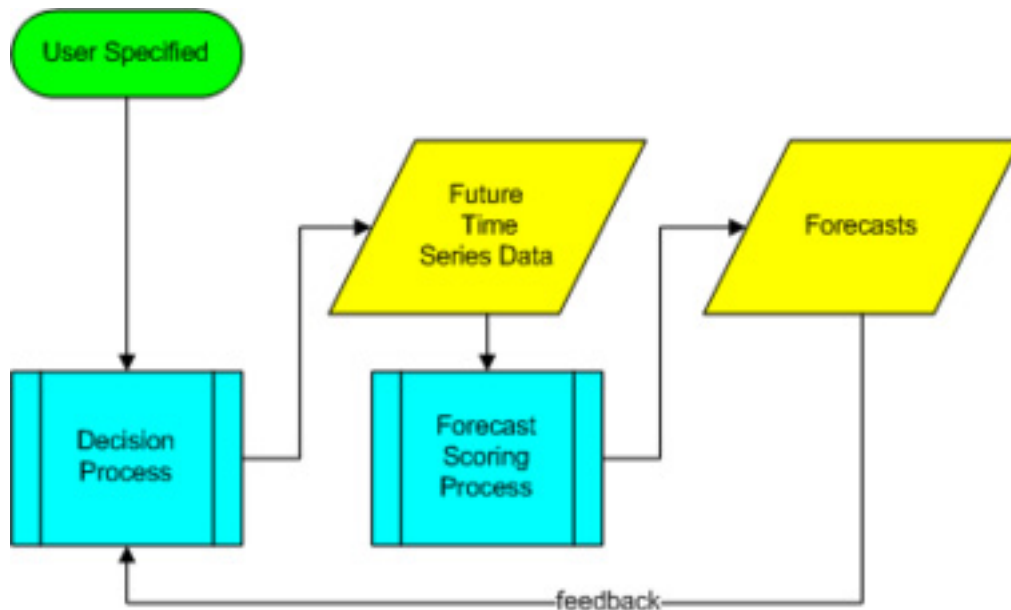 User Specified
Future
Time
Series Data
Forecasts
Decision
Process
Forecast
Scoring
Process
feedback